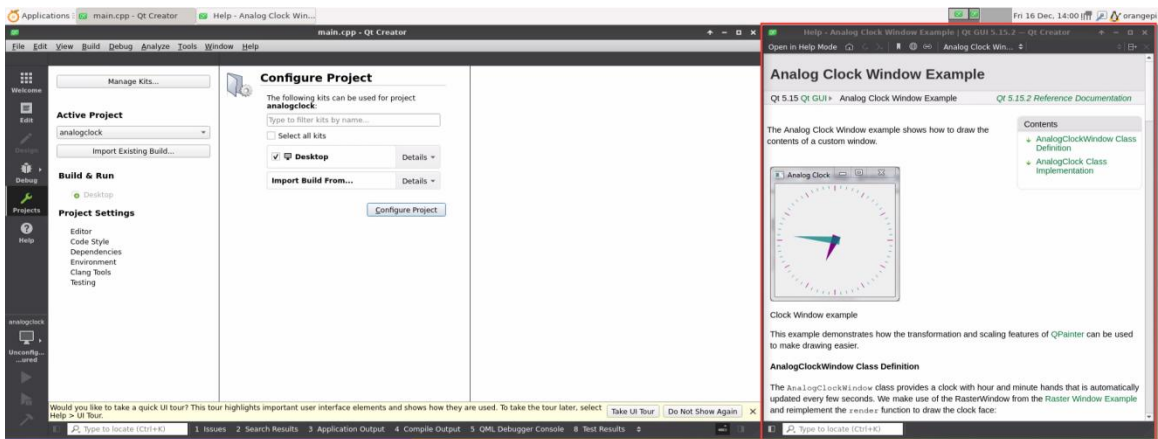 Applications
main.cpp - Qt Creator
Help - Analog Clock Win...
Fri 16 Dec, 14:00
orangepi
main.cpp - Qt Creator
File Edit View Build Debug Analyze Tools Window Help
Welcome
Edit
Design
Debug
Projects
Help
analogclock
Unconfig...
...ured
Manage Kits...
Active Project
analogclock
Import Existing Build...
Build & Run
Desktop
Project Settings
Editor
Code Style
Dependencies
Environment
Clang Tools
Testing
Configure Project
The following kits can be used for project
analogclock:
Type to filter kits by name...
Select all kits
Desktop Details
Import Build From... Details
Configure Project
Would you like to take a quick UI tour? This tour highlights important user interface elements and shows how they are used. To take the tour later, select
Help > UI Tour.
Take UI Tour
Do Not Show Again
Type to locate (Ctrl+K)
1 Issues 2 Search Results 3 Application Output 4 Compile Output 5 QML Debugger Console 8 Test Results
Help - Analog Clock Window Example | Qt GUI 5.15.2 — Qt Creator
Open in Help Mode
Analog Clock Win...
Analog Clock Window Example
Qt 5.15 Qt GUI Analog Clock Window Example
Qt 5.15.2 Reference Documentation
The Analog Clock Window example shows how to draw the
contents of a custom window.
Contents
AnalogClockWindow Class
Definition
AnalogClock Class
Implementation
Analog Clock
Clock Window example
This example demonstrates how the transformation and scaling features of QPainter can be used
to make drawing easier.
AnalogClockWindow Class Definition
The AnalogClockWindow class provides a clock with hour and minute hands that is automatically
updated every few seconds. We make use of the RasterWindow from the Raster Window Example
and reimplement the render function to draw the clock face:
Type to locate (Ctrl+K)